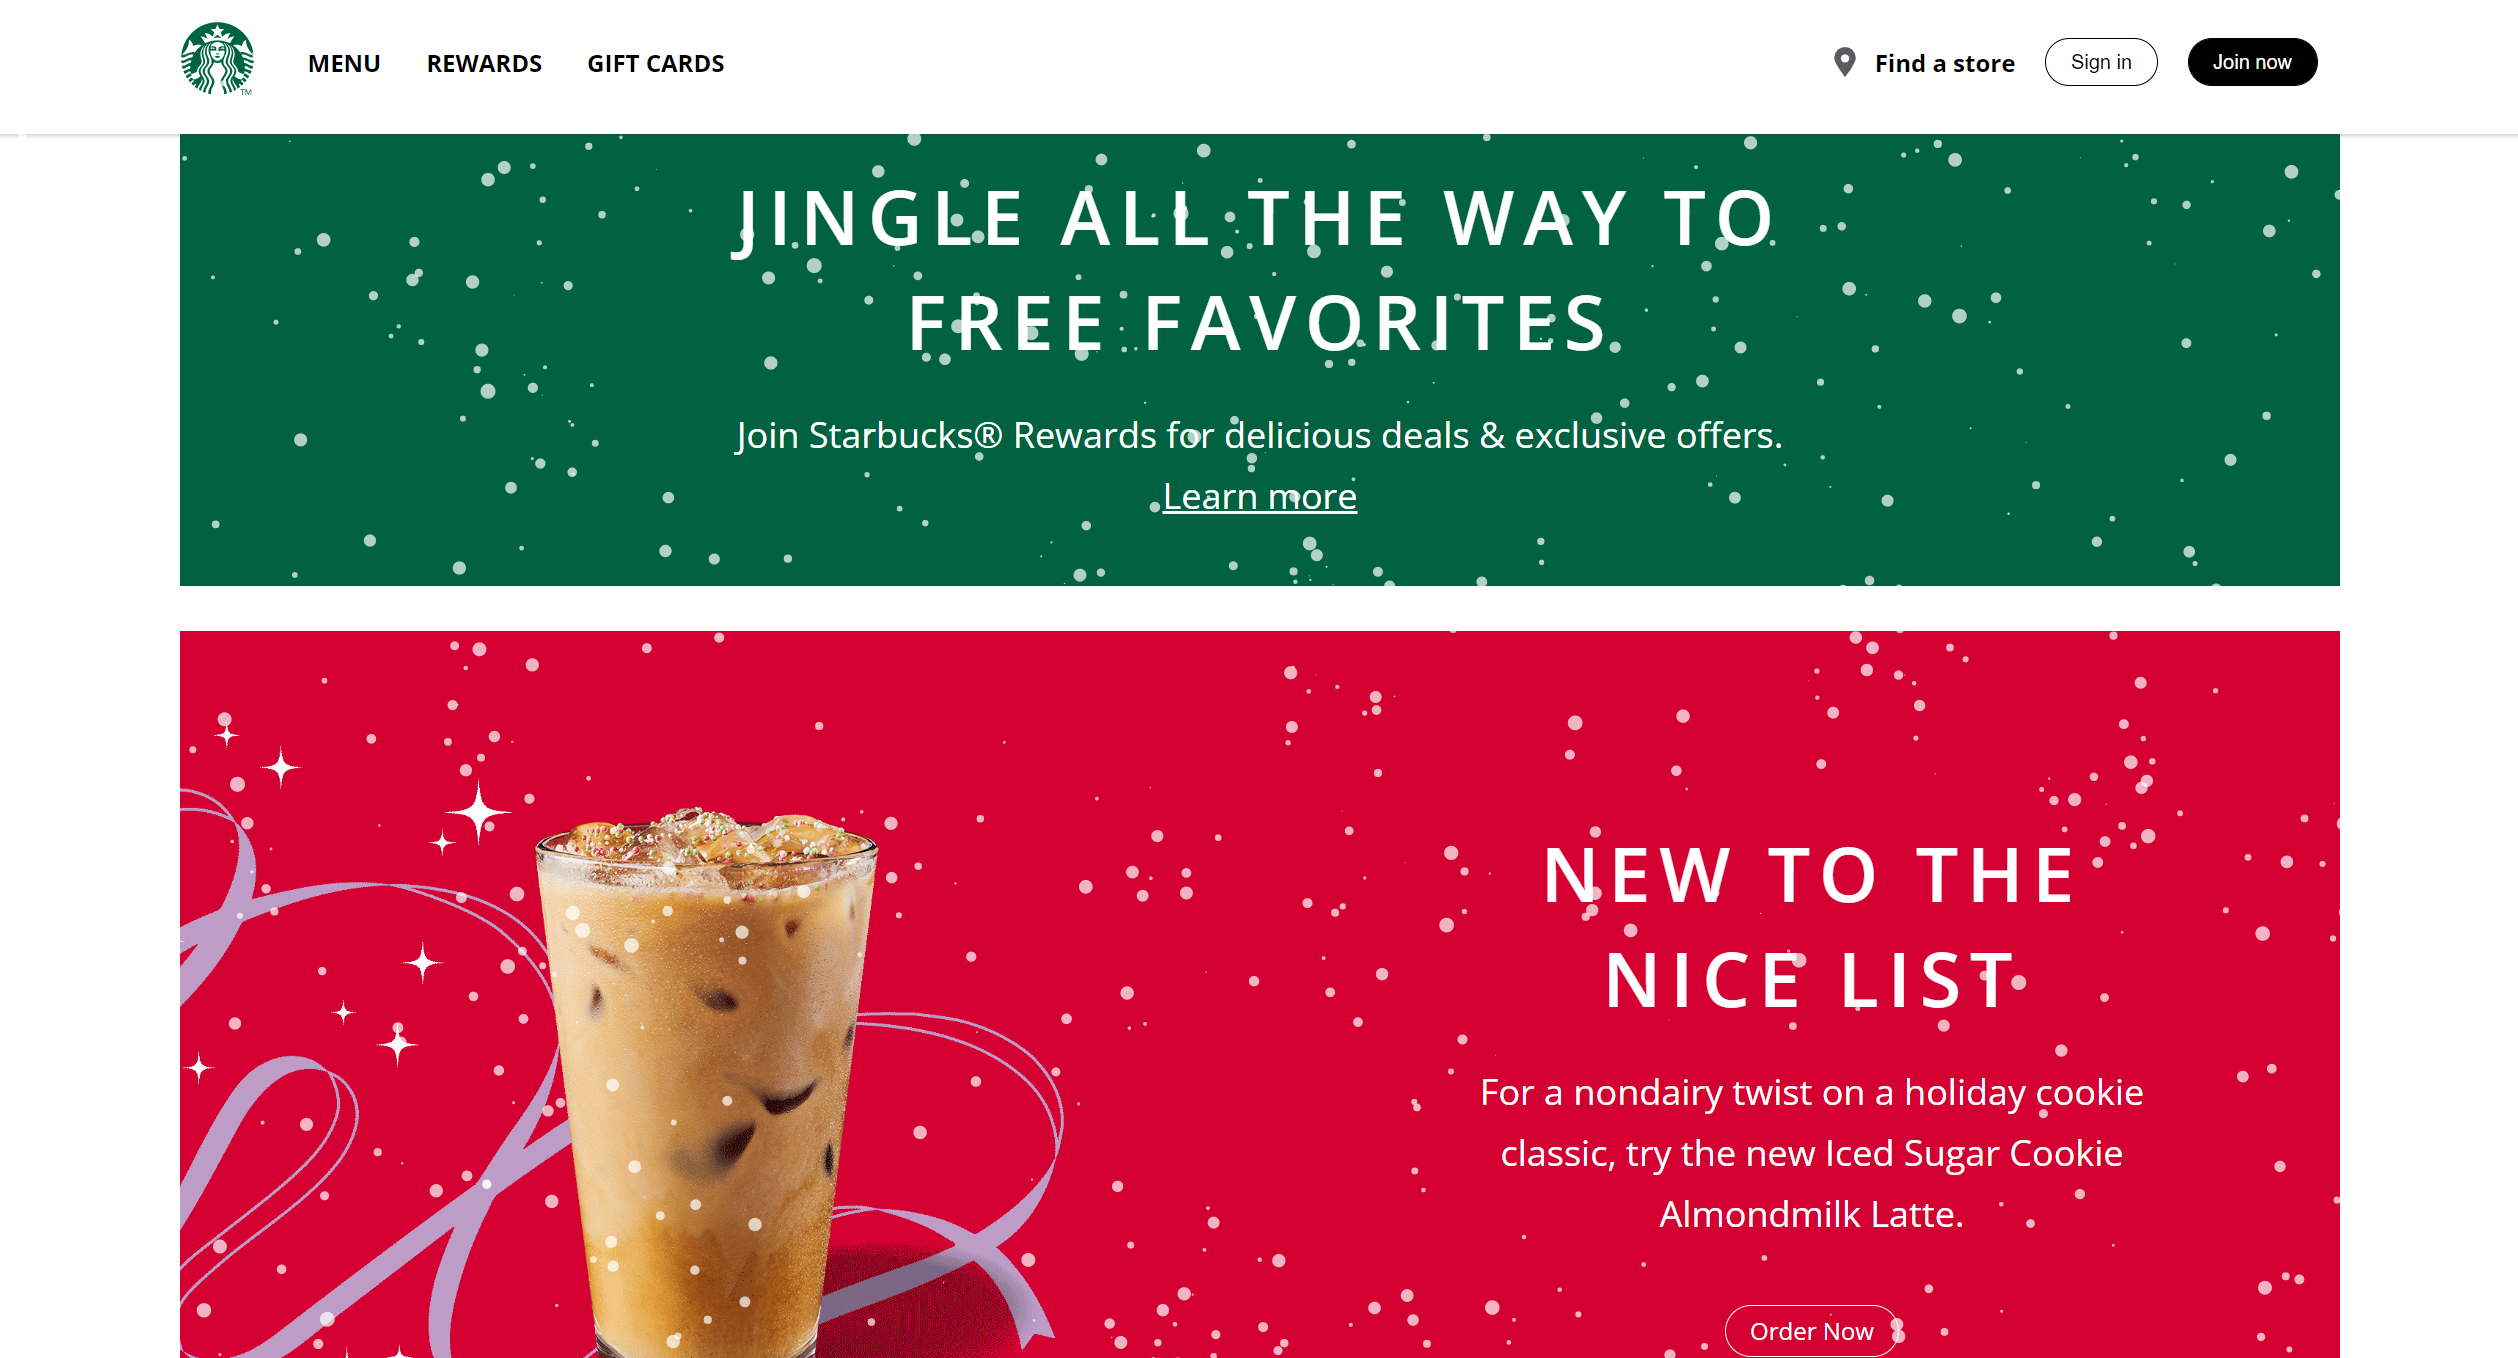 TM
MENU
REWARDS
GIFT CARDS
Find a store
Sign in
Join now
JINGLE ALL THE WAY TO
FREE FAVORITES
Join Starbucks® Rewards for delicious deals & exclusive offers.
Learn more
NEW TO THE
NICE LIST
For a nondairy twist on a holiday cookie
classic, try the new Iced Sugar Cookie
Almondmilk Latte.
Order Now